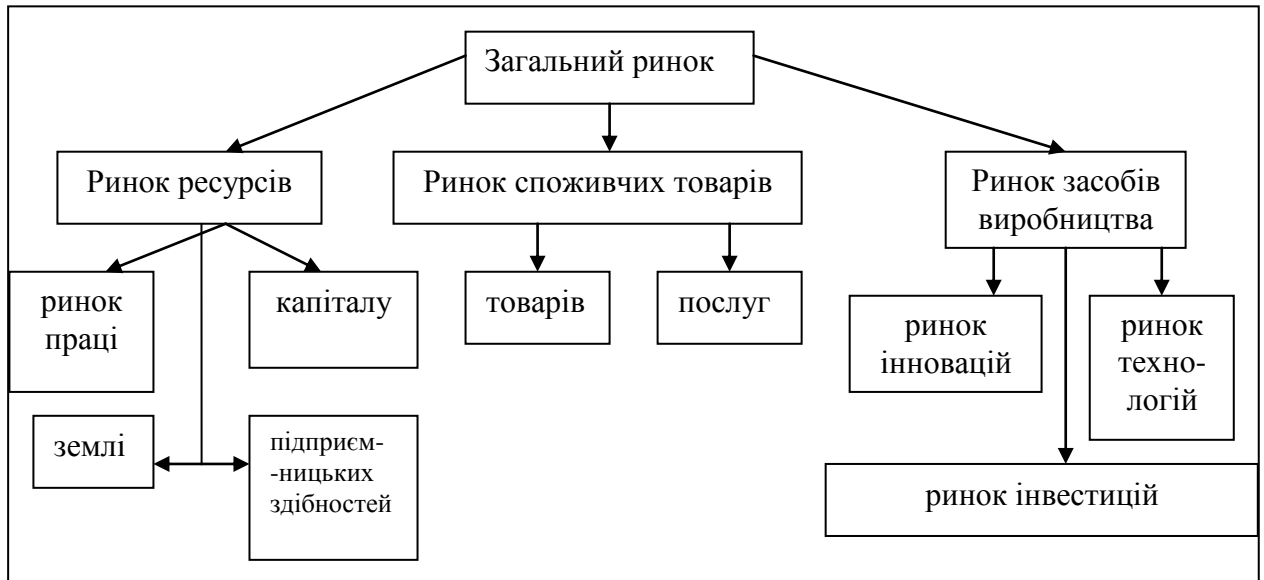 Загальний ринок
Ринок ресурсів
Ринок споживчих товарів
Ринок засобів
виробництва
ринок
праці
капіталу
товарів
послуг
ринок
інновацій
ринок
техно-
логій
землі
підприєм-
-ницьких
здібностей
ринок інвестицій